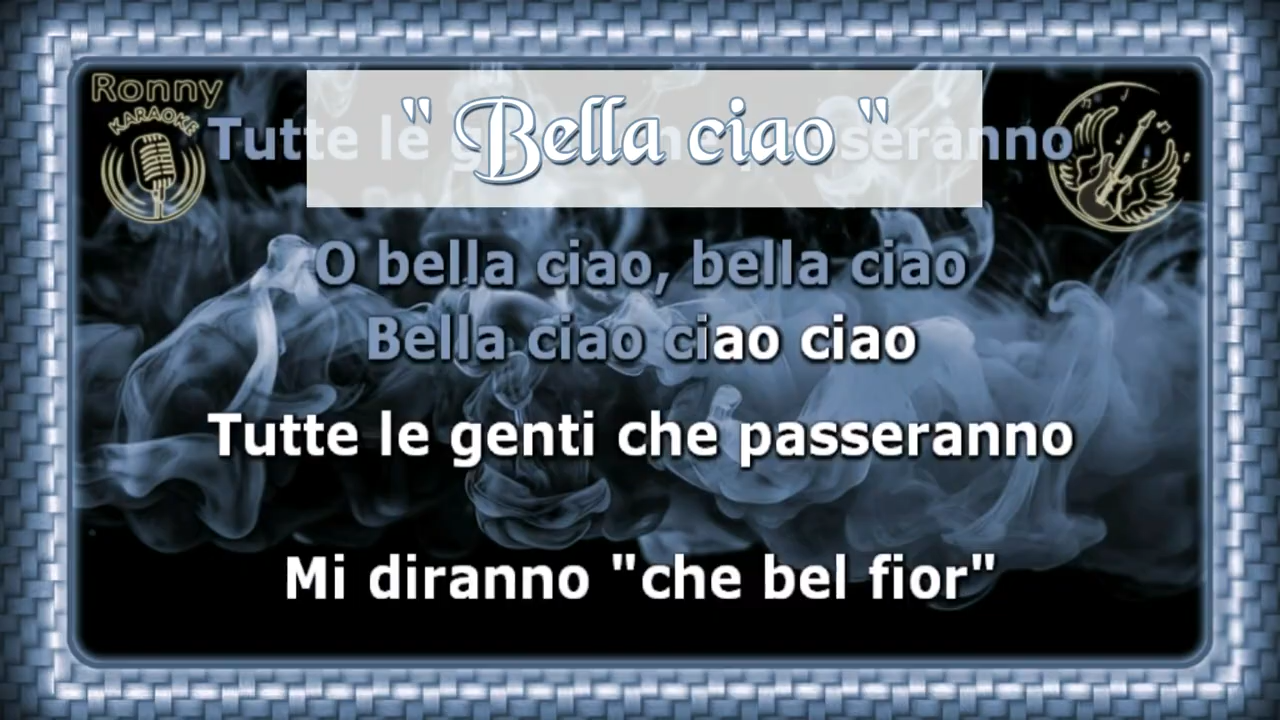 Ronny
KARAOKE
" Bella ciao "
Tutte le genti che passeranno
O bella ciao, bella ciao
Bella ciao ciao ciao
Tutte le genti che passeranno
Mi diranno "che bel fior"